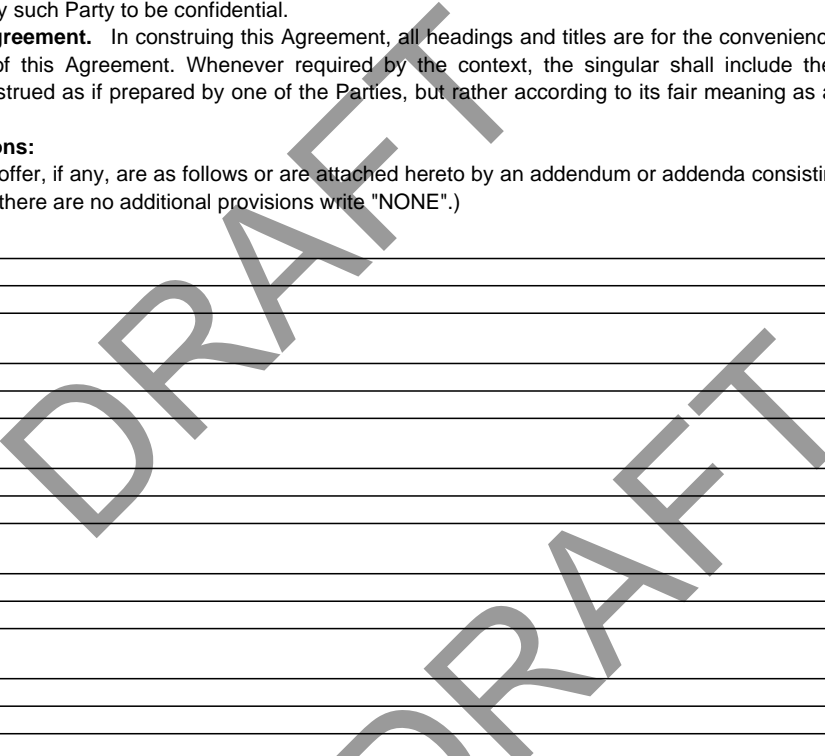 y such Party to be confidential.
greement. In construing this Agreement, all headings and titles are for the convenienc
of this Agreement. Whenever required by the context, the singular shall include the
strued as if prepared by one of the Parties, but rather according to its fair meaning as a
ons:
offer, if any, are as follows or are attached hereto by an addendum or addenda consisti
there are no additional provisions write "NONE".)
DRAFT
DRAFT